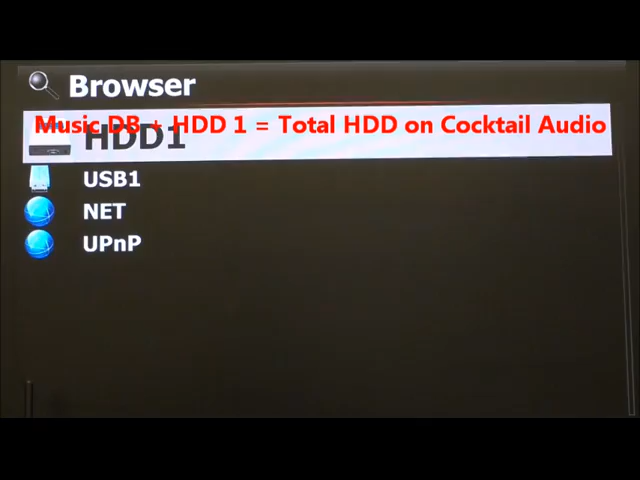 Browser
Music DB + HDD 1 = Total HDD on Cocktail Audio
HDD1
USB1
NET
UPnP